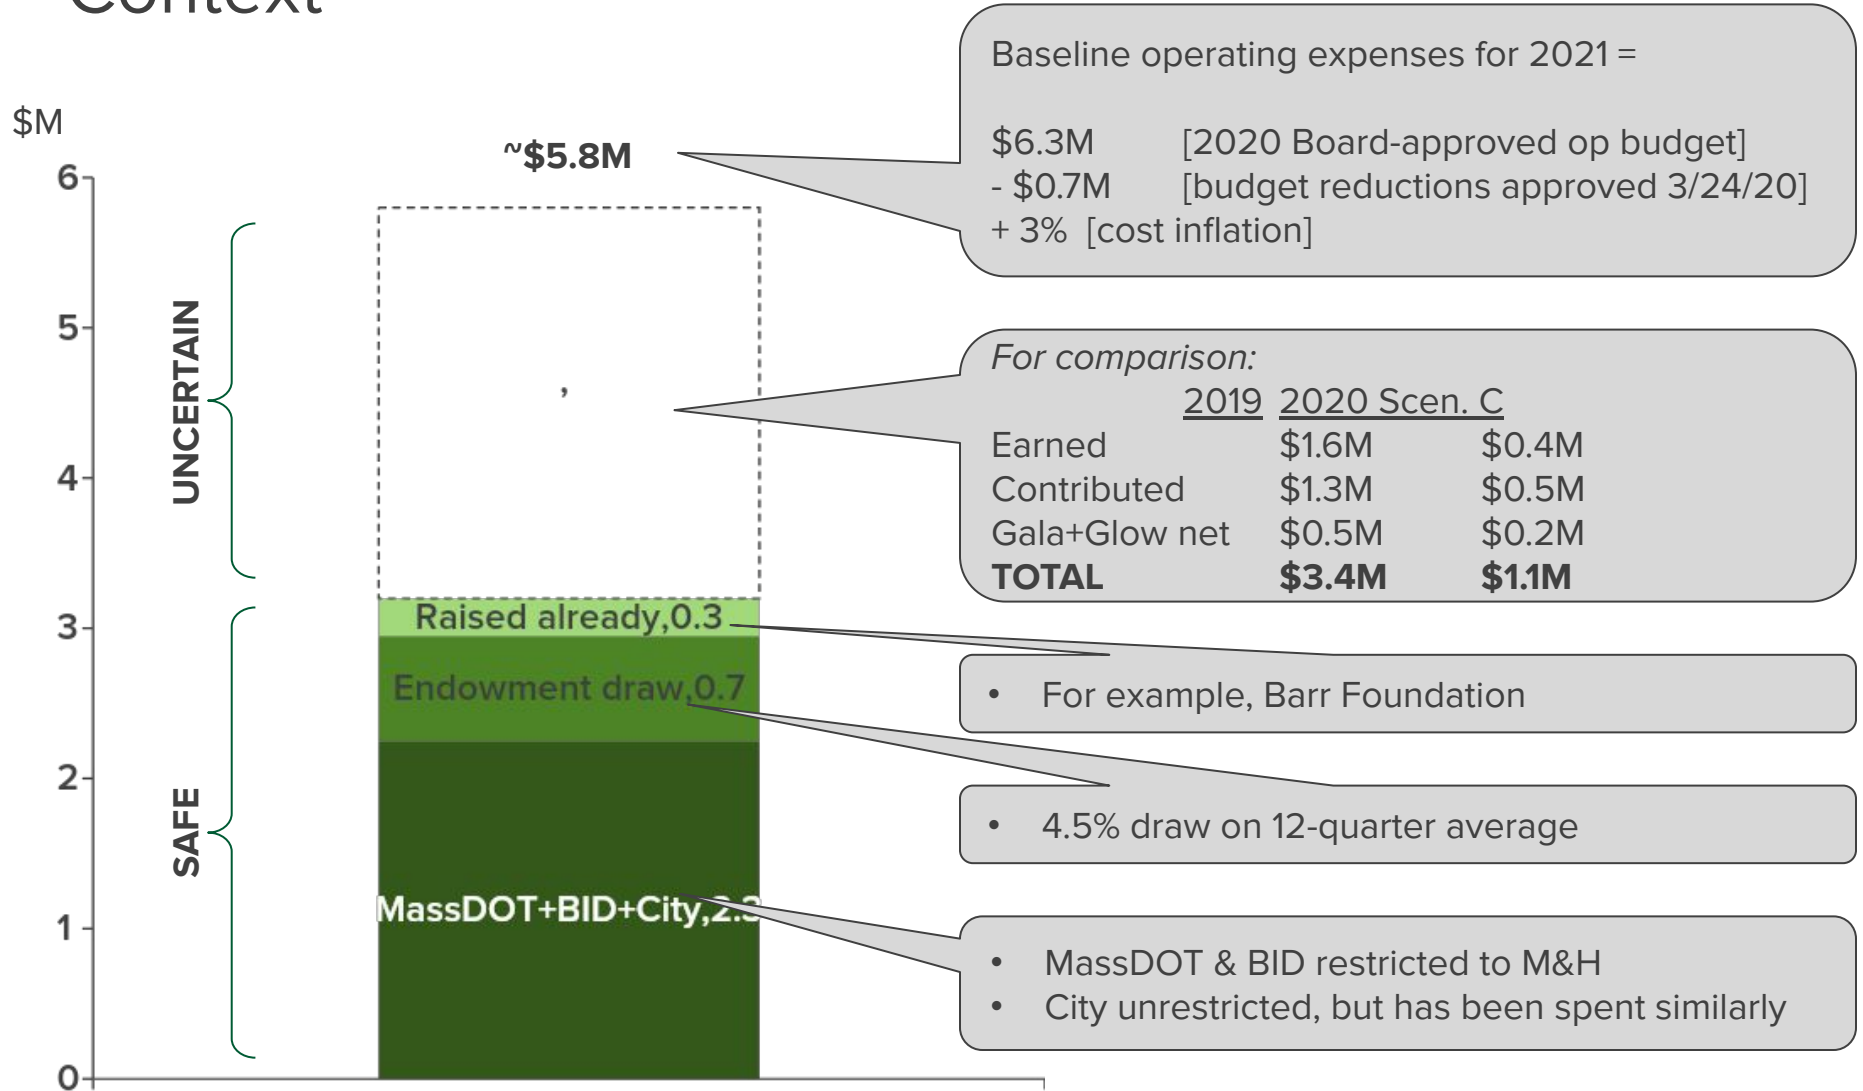 Context
$M
~$5.8M
6
5
4
3
2
1
0
UNCERTAIN
SAFE
,
Raised already,0.3
Endowment draw,0.7
MassDOT+BID+City,2.3
Baseline operating expenses for 2021 =
$6.3M [2020 Board-approved op budget]
- $0.7M [budget reductions approved 3/24/20]
+ 3% [cost inflation]
For comparison:
2019 2020 Scen. C
Earned $1.6M $0.4M
Contributed $1.3M $0.5M
Gala+Glow net $0.5M $0.2M
TOTAL $3.4M $1.1M
• For example, Barr Foundation
• 4.5% draw on 12-quarter average
• MassDOT & BID restricted to M&H
• City unrestricted, but has been spent similarly